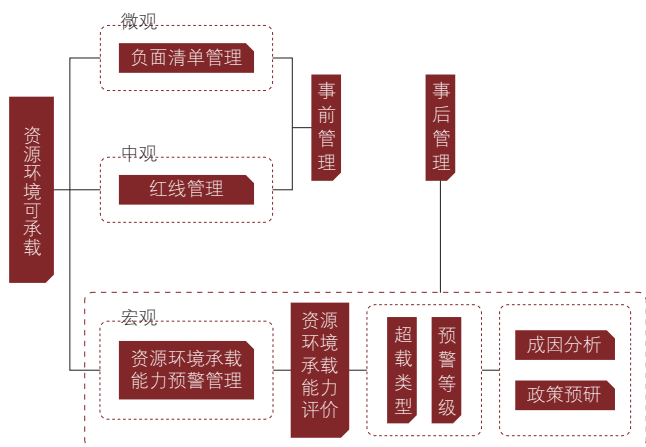 资源环境可承载
微观
负面清单管理
中观
红线管理
事前管理
事后管理
宏观
资源环境承载
能力预警管理
资源
环境
承载
能力
评价
超载类型
预警等级
成因分析
政策预研